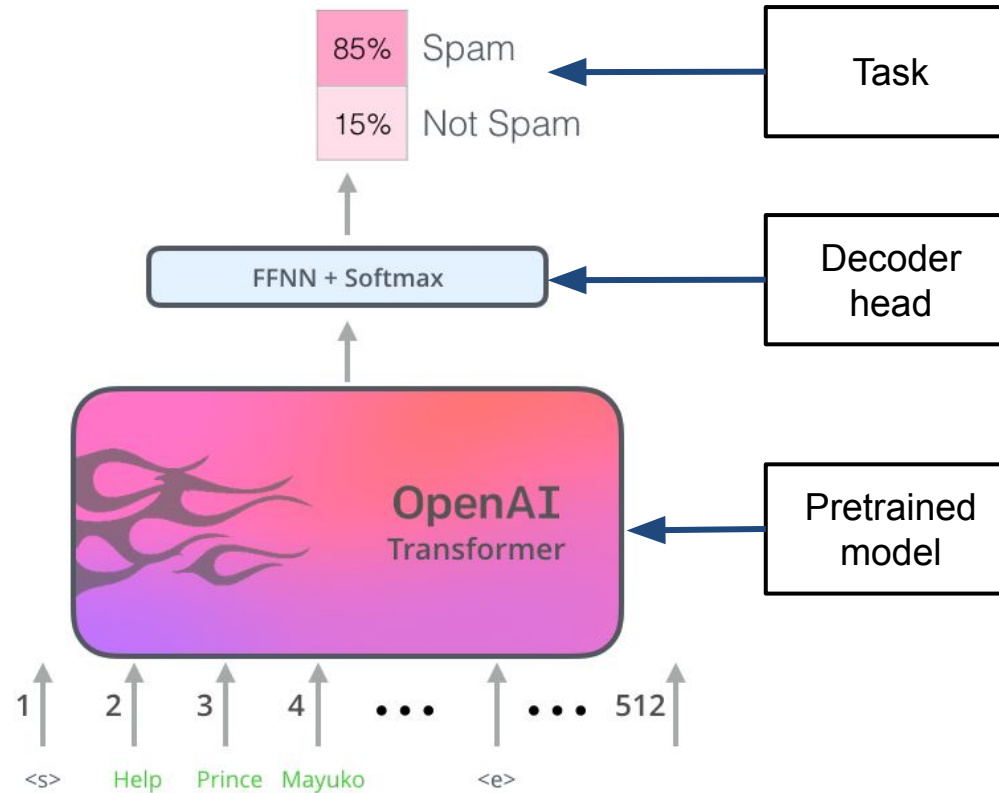 85% Spam
Task
15% Not Spam
FFNN + Softmax
Decoder
head
OpenAI
Transformer
Pretrained
model
1 2 3 4 ••• ••• 512
<s> Help Prince Mayuko <e>